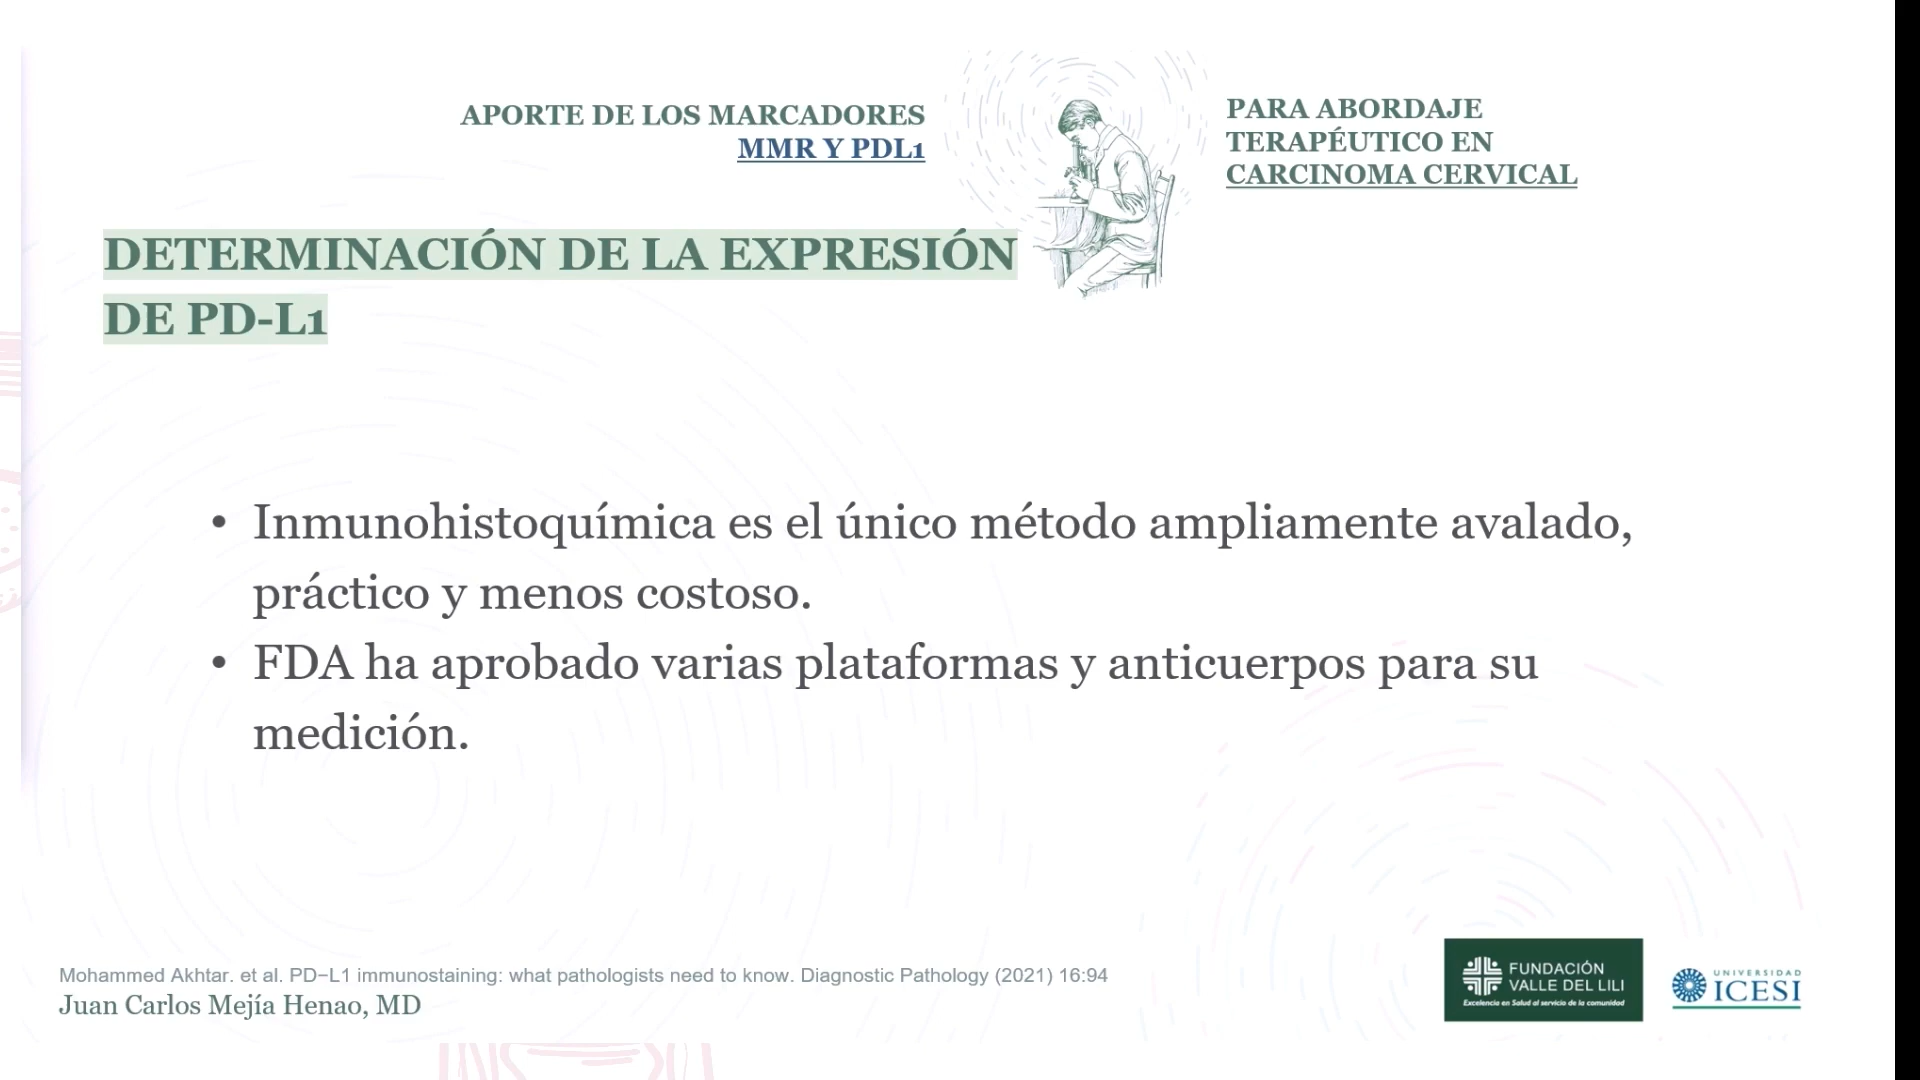 APORTE DE LOS MARCADORES
MMR Y PDL1
PARA ABORDAJE
TERAPÉUTICO EN
CARCINOMA CERVICAL
DETERMINACIÓN DE LA EXPRESIÓN
DE PD-L1
• Inmunohistoquímica es el único método ampliamente avalado,
práctico y menos costoso.
• FDA ha aprobado varias plataformas y anticuerpos para su
medición.
Mohammed Akhtar. et al. PD–L1 immunostaining: what pathologists need to know. Diagnostic Pathology (2021) 16:94
Juan Carlos Mejía Henao, MD
FUNDACIÓN
VALLE DEL LILI
Excelencia en Salud al servicio de la comunidad
UNIVERSIDAD
ICESI